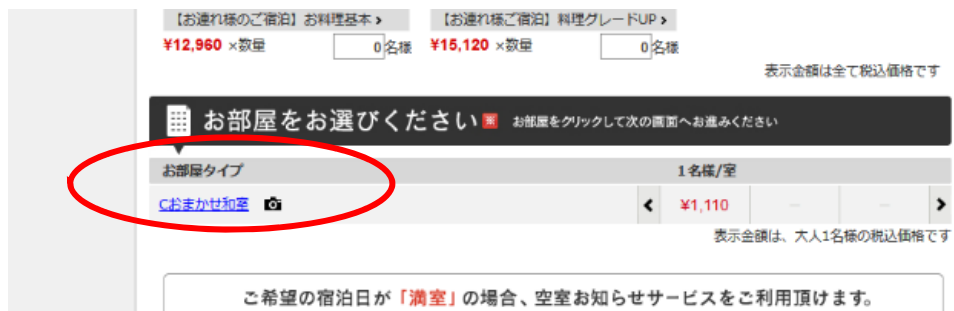 【お連れ様のご宿泊】お料理基本 ›
【お連れ様ご宿泊】料理グレードUP ›
¥12,960 ×数量 0 名様
¥15,120 ×数量 0 名様
表示金額は全て税込価格です
お部屋をお選びください
お部屋をクリックして次の画面へお進みください
お部屋タイプ
1名様/室
Cおまかせ和室
¥1,110
表示金額は、大人1名様の税込価格です
ご希望の宿泊日が「満室」の場合、空室お知らせサービスをご利用頂けます。